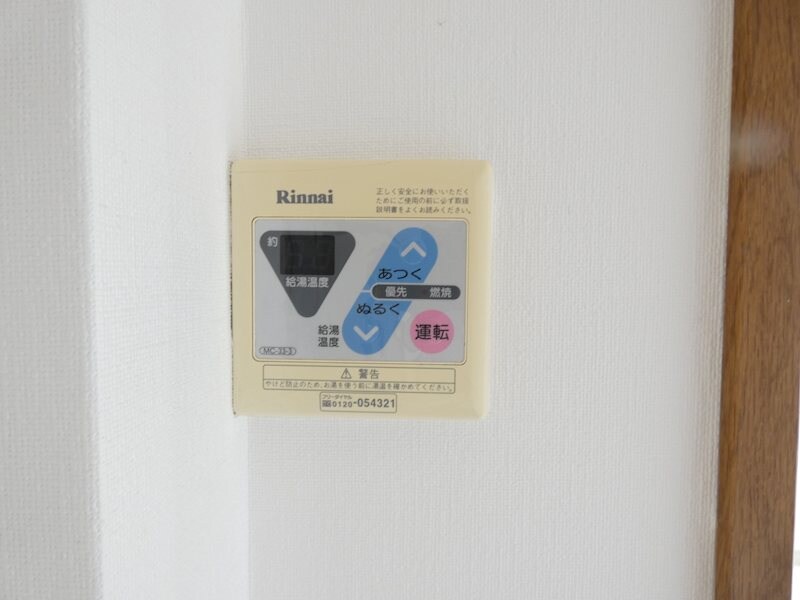 Rinnai
正しく安全にお使いいただく
ためにご使用の前に必ず取扱
説明書をよくお読みください。
約
給湯温度
あつく
優先 燃焼
ぬるく
給湯
温度
運転
MC-33-3
警告
やけど防止のため、お湯を使う前に湯温を確かめてください。
フリーダイヤル
0120-054321